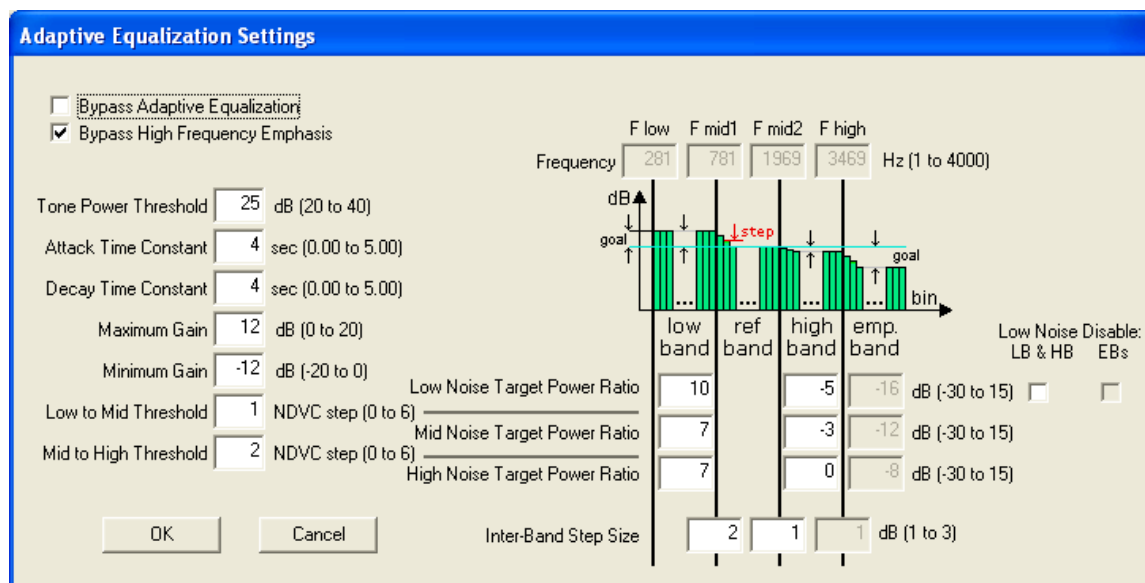 Adaptive Equalization Settings
Bypass Adaptive Equalization
Bypass High Frequency Emphasis
F low F mid1 F mid2 F high
Frequency 281 781 1969 3469 Hz (1 to 4000)
Tone Power Threshold 25 dB (20 to 40)
Attack Time Constant 4 sec (0.00 to 5.00)
Decay Time Constant 4 sec (0.00 to 5.00)
Maximum Gain 12 dB (0 to 20)
Minimum Gain -12 dB (-20 to 0)
Low to Mid Threshold 1 NDVC step (0 to 6)
Mid to High Threshold 2 NDVC step (0 to 6)
dB
goal
step
goal
... ... ... ...
bin
low band
ref band
high band
emp. band
Low Noise Disable:
LB & HB EBs
Low Noise Target Power Ratio 10 -5 -16 dB (-30 to 15)
Mid Noise Target Power Ratio 7 -3 -12 dB (-30 to 15)
High Noise Target Power Ratio 7 0 -8 dB (-30 to 15)
Inter-Band Step Size 2 1 1 dB (1 to 3)
OK Cancel